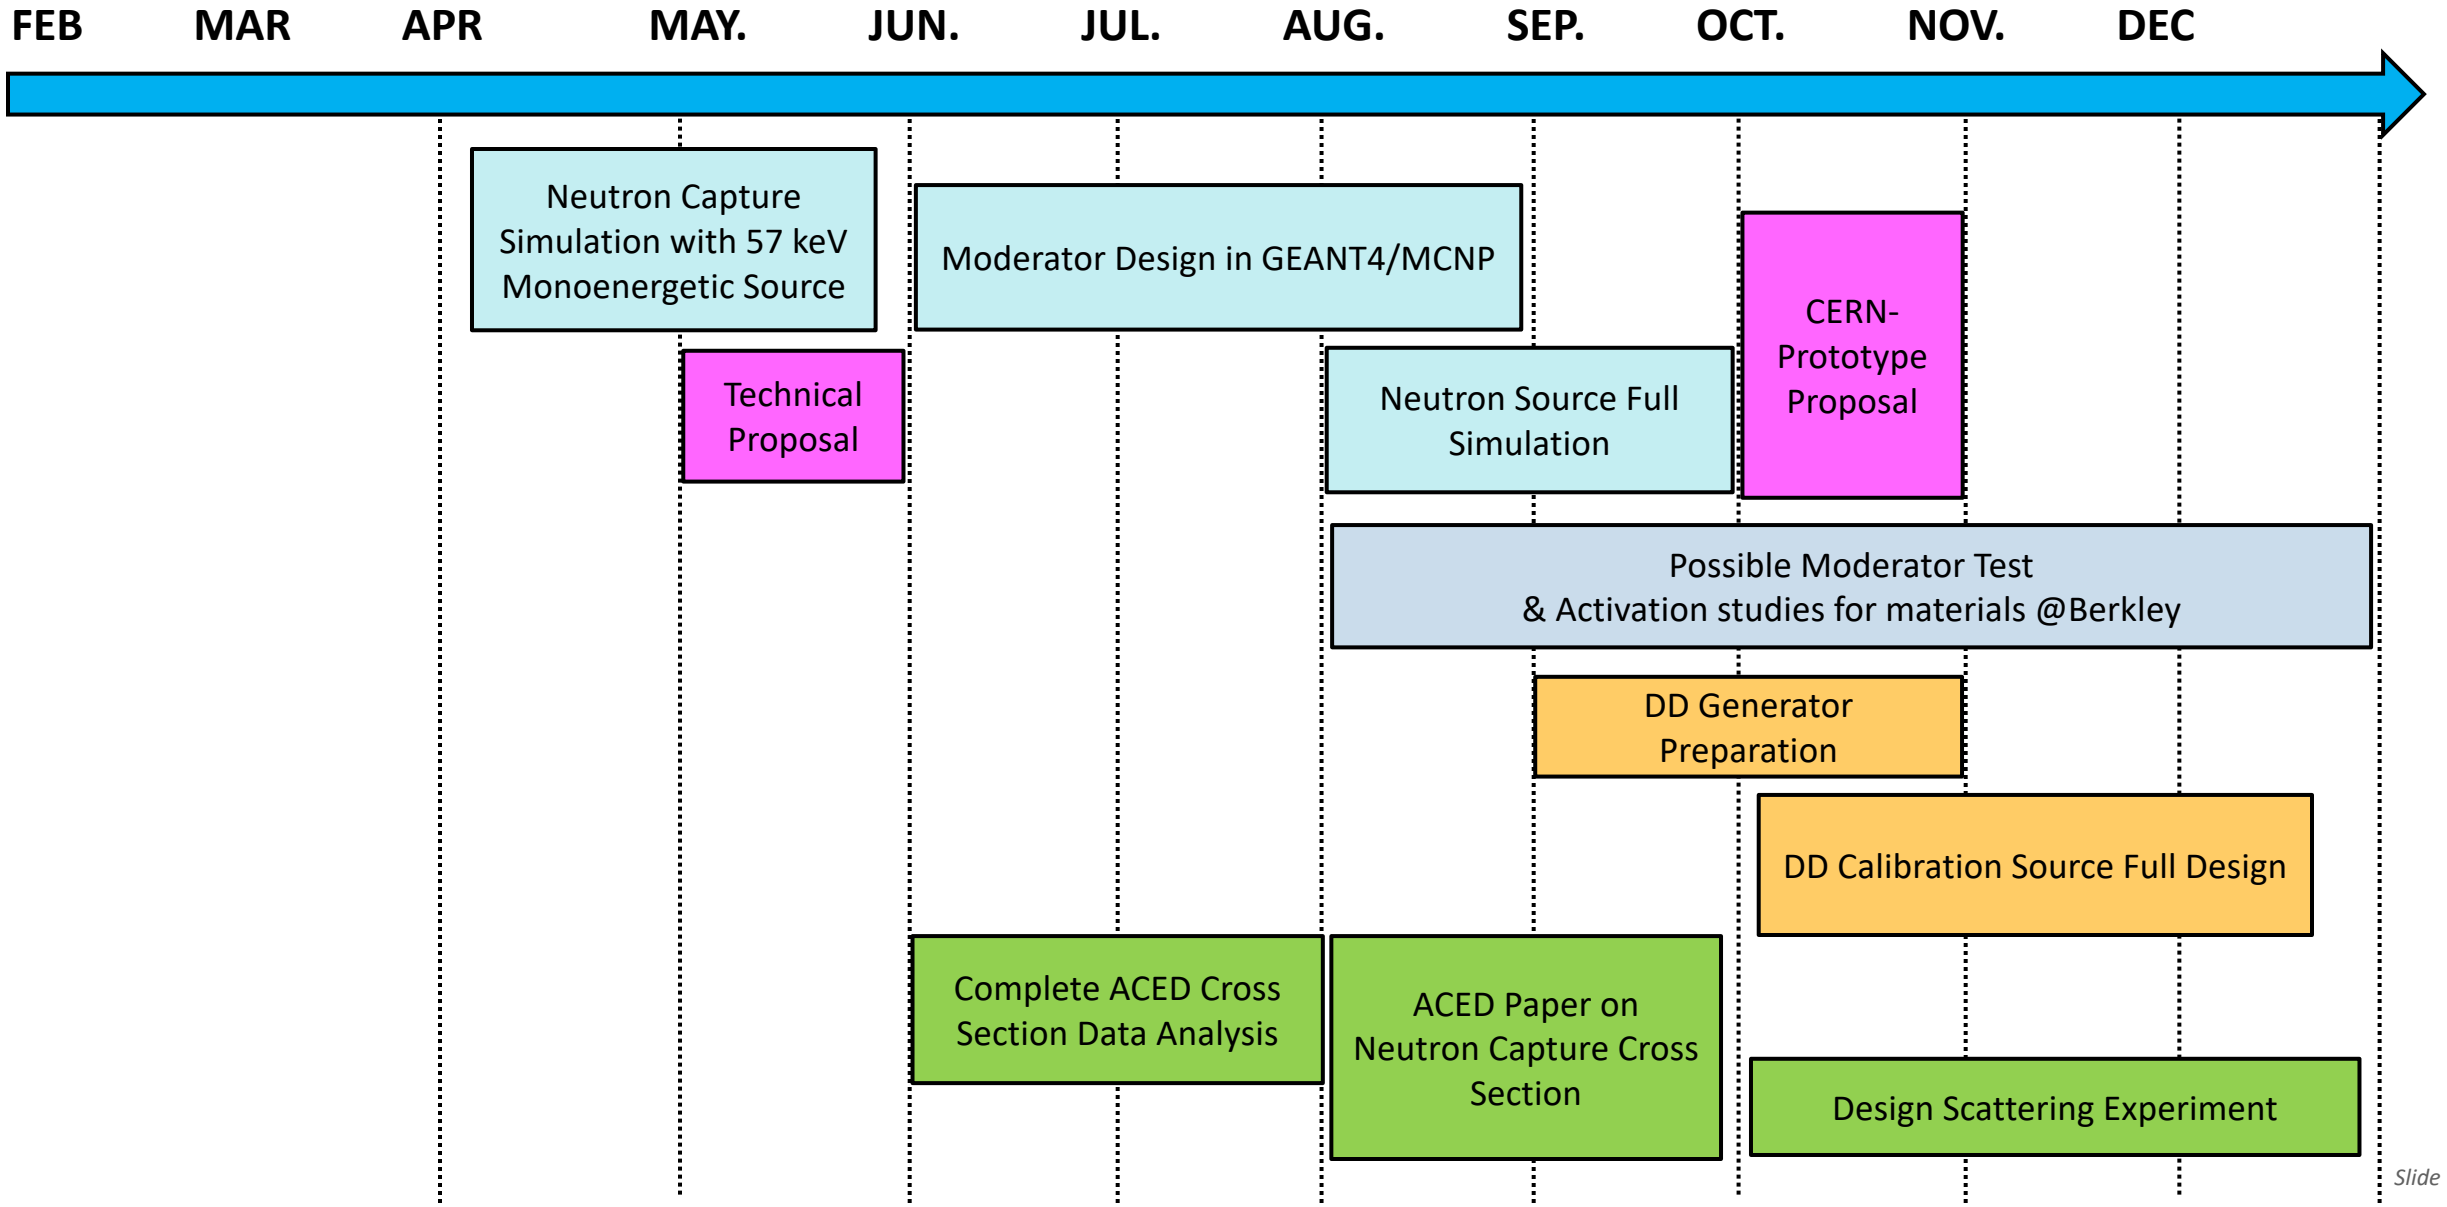 FEB MAR APR MAY. JUN. JUL. AUG. SEP. OCT. NOV. DEC
Neutron Capture
Simulation with 57 keV
Monoenergetic Source
Moderator Design in GEANT4/MCNP
CERN-
Prototype
Proposal
Technical
Proposal
Neutron Source Full
Simulation
Possible Moderator Test
& Activation studies for materials @Berkley
DD Generator
Preparation
DD Calibration Source Full Design
Complete ACED Cross
Section Data Analysis
ACED Paper on
Neutron Capture Cross
Section
Design Scattering Experiment
Slide